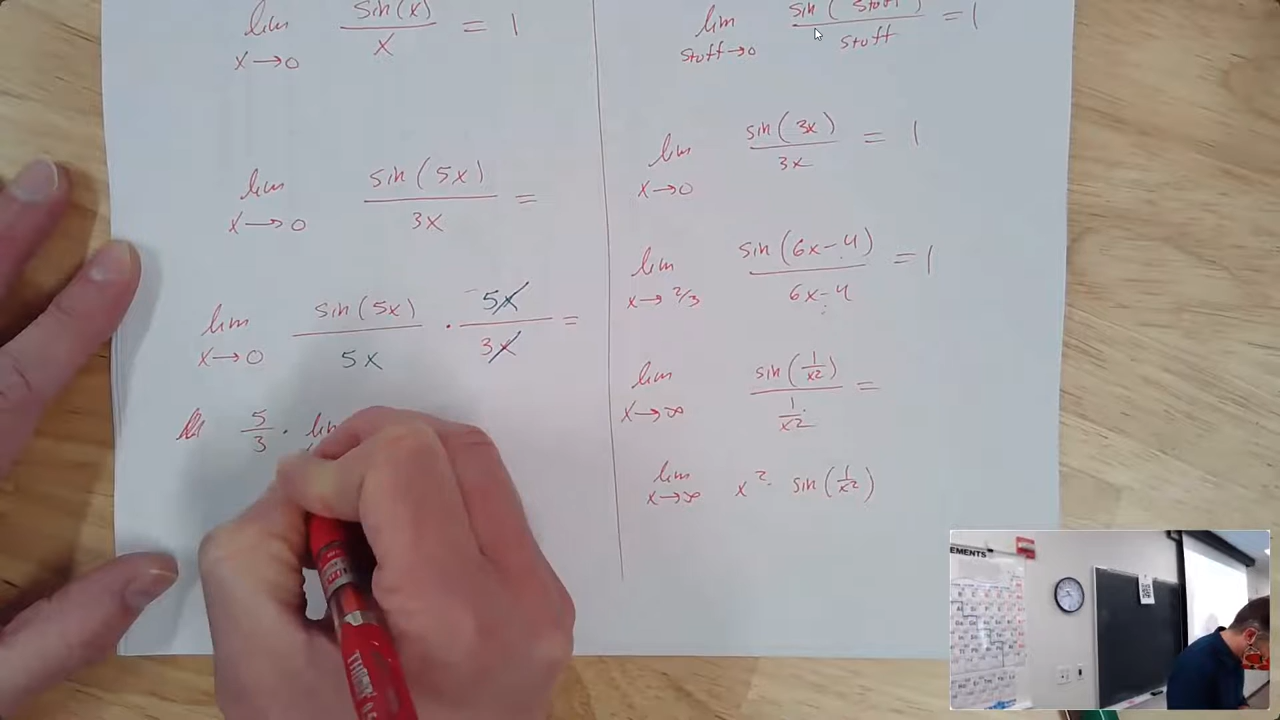 lim sin(x)/x = 1
x→0
lim sin(5x)/3x =
x→0
lim sin(5x)/5x · 5x/3x =
x→0
5/3 · lim
lim sin(stuff)/stuff = 1
stuff→0
lim sin(3x)/3x = 1
x→0
lim sin(6x-4)/6x-4 = 1
x→2/3
lim sin(1/x2)/1/x2 =
x→∞
lim x2 · sin(1/x2)
x→∞
EMENTS